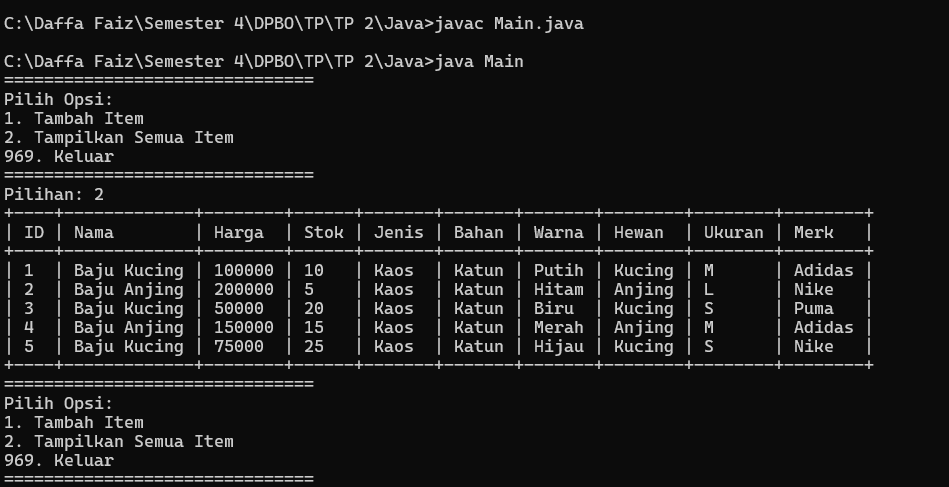 C:\Daffa Faiz\Semester 4\DPBO\TP\TP 2\Java>javac Main.java
C:\Daffa Faiz\Semester 4\DPBO\TP\TP 2\Java>java Main
===============================
Pilih Opsi:
1. Tambah Item
2. Tampilkan Semua Item
969. Keluar
===============================
Pilihan: 2
+----+-------------+--------+------+-------+-------+-------+--------+--------+--------+
| ID | Nama        | Harga  | Stok | Jenis | Bahan | Warna | Hewan  | Ukuran | Merk   |
+----+-------------+--------+------+-------+-------+-------+--------+--------+--------+
| 1  | Baju Kucing | 100000 | 10   | Kaos  | Katun | Putih | Kucing | M      | Adidas |
| 2  | Baju Anjing | 200000 | 5    | Kaos  | Katun | Hitam | Anjing | L      | Nike   |
| 3  | Baju Kucing | 50000  | 20   | Kaos  | Katun | Biru  | Kucing | S      | Puma   |
| 4  | Baju Anjing | 150000 | 15   | Kaos  | Katun | Merah | Anjing | M      | Adidas |
| 5  | Baju Kucing | 75000  | 25   | Kaos  | Katun | Hijau | Kucing | S      | Nike   |
+----+-------------+--------+------+-------+-------+-------+--------+--------+--------+
===============================
Pilih Opsi:
1. Tambah Item
2. Tampilkan Semua Item
969. Keluar
===============================